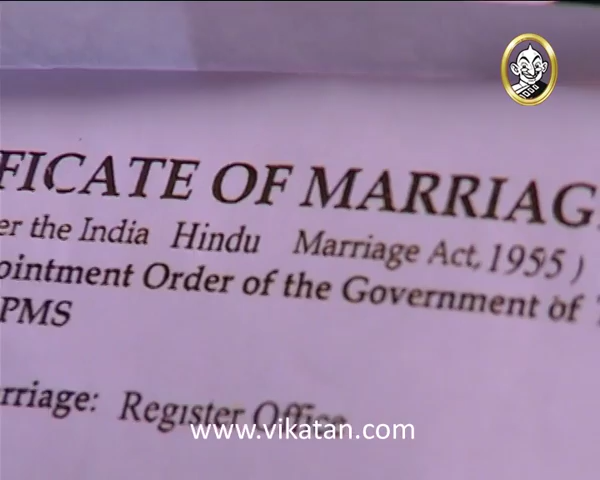 FICATE OF MARRIAG
er the India Hindu Marriage Act, 1955 )
ointment Order of the Government of
PMS
rriage: Register Office
www.vikatan.com